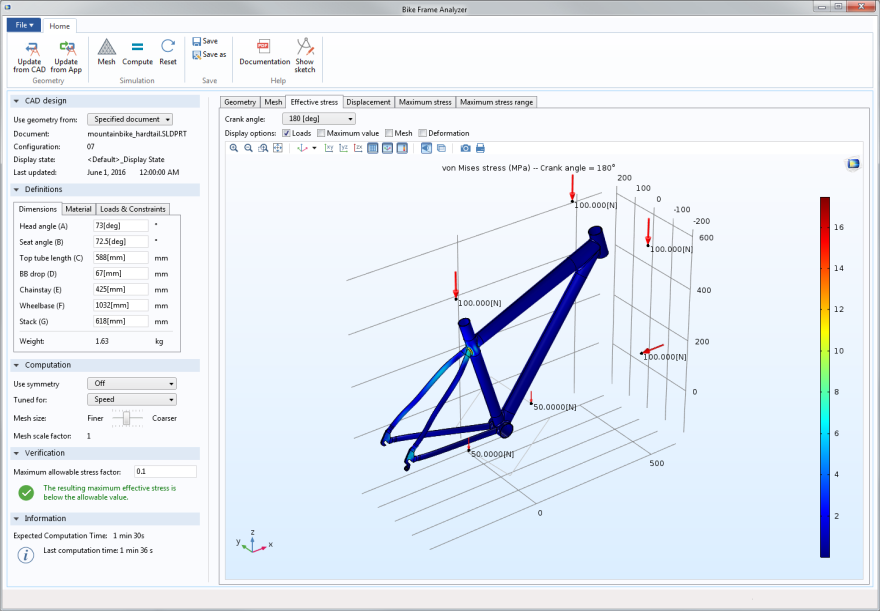 Bike Frame Analyzer
File ▾ Home
Update from CAD
Update from App
Mesh
Compute
Reset
Save
Save as
Documentation
Show sketch
Geometry
Simulation
Save
Help
CAD design
Use geometry from: Specified document
Document: mountainbike_hardtail.SLDPRT
Configuration: 07
Display state: <Default>_Display State
Last updated: June 1, 2016 12:00:00 AM
Definitions
Dimensions Material Loads & Constraints
Head angle (A) 73[deg] °
Seat angle (B) 72.5[deg] °
Top tube length (C) 588[mm] mm
BB drop (D) 67[mm] mm
Chainstay (E) 425[mm] mm
Wheelbase (F) 1032[mm] mm
Stack (G) 618[mm] mm
Weight: 1.63 kg
Computation
Use symmetry Off
Tuned for: Speed
Mesh size: Finer Coarser
Mesh scale factor: 1
Verification
Maximum allowable stress factor: 0.1
The resulting maximum effective stress is
below the allowable value.
Information
Expected Computation Time: 1 min 30s
Last computation time: 1 min 36 s
Geometry Mesh Effective stress Displacement Maximum stress Maximum stress range
Crank angle: 180 [deg]
Display options: Loads Maximum value Mesh Deformation
von Mises stress (MPa) -- Crank angle = 180°
200
100
0
-100
-200
600
400
200
0
500
0
100.000[N]
100.000[N]
100.000[N]
100.000[N]
50.0000[N]
50.0000[N]
z
y
x
16
14
12
10
8
6
4
2